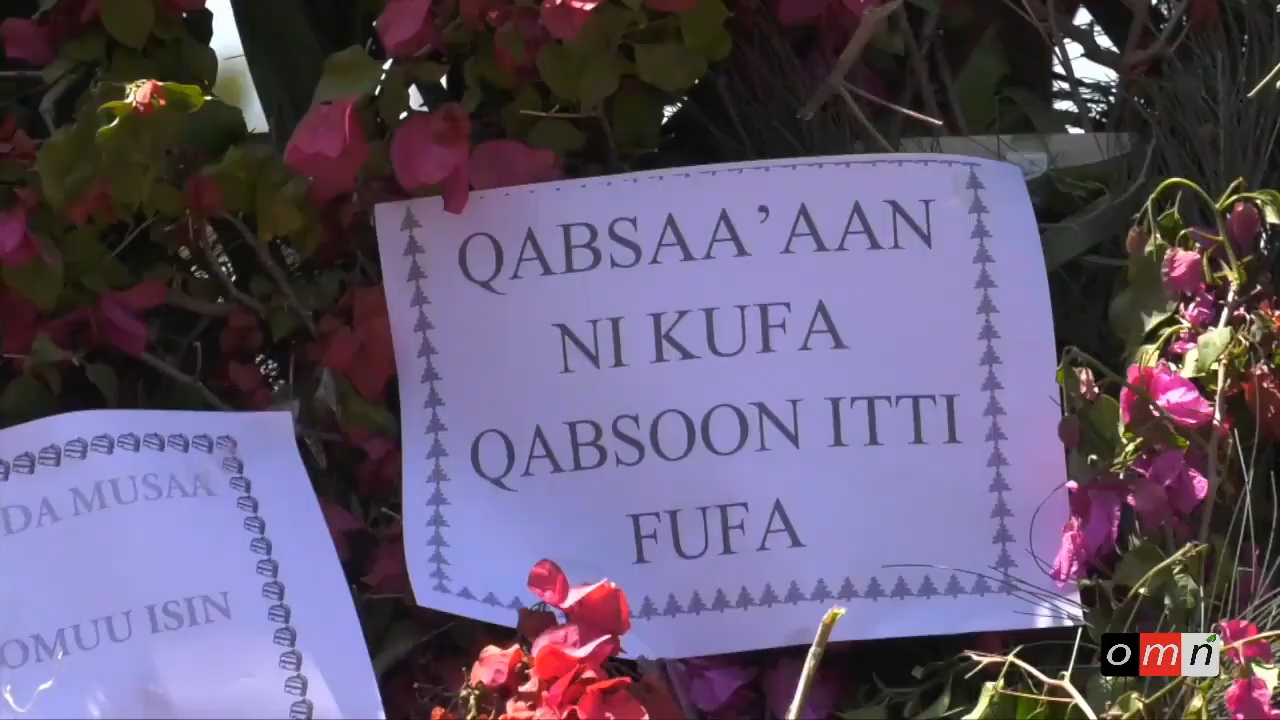 QABSAA’AAN
NI KUFA
QABSOON ITTI
FUFA
DA MUSAA
OMUU ISIN
omn